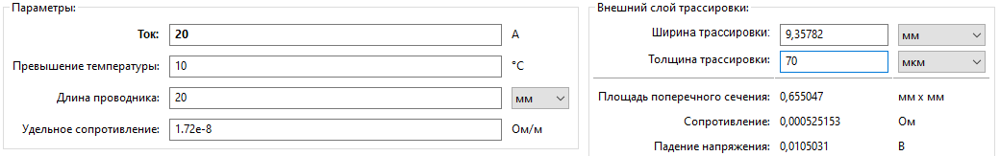 Параметры:
Ток: 20 А
Превышение температуры: 10 °C
Длина проводника: 20 мм
Удельное сопротивление: 1.72e-8 Ом/м
Внешний слой трассировки:
Ширина трассировки: 9,35782 мм
Толщина трассировки: 70 мкм
Площадь поперечного сечения: 0,655047 мм x мм
Сопротивление: 0,000525153 Ом
Падение напряжения: 0,0105031 В